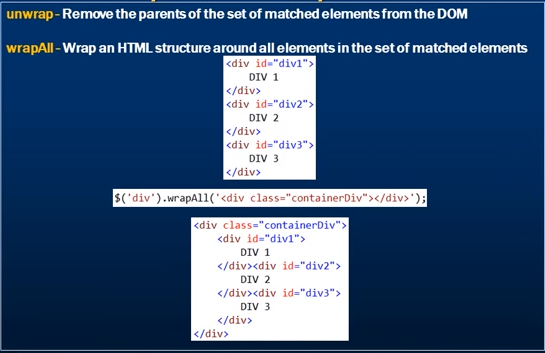 unwrap - Remove the parents of the set of matched elements from the DOM
wrapAll - Wrap an HTML structure around all elements in the set of matched elements
<div id="div1">
    DIV 1
</div>
<div id="div2">
    DIV 2
</div>
<div id="div3">
    DIV 3
</div>
$('div').wrapAll('<div class="containerDiv"></div>');
<div class="containerDiv">
    <div id="div1">
        DIV 1
    </div><div id="div2">
        DIV 2
    </div><div id="div3">
        DIV 3
    </div>
</div>